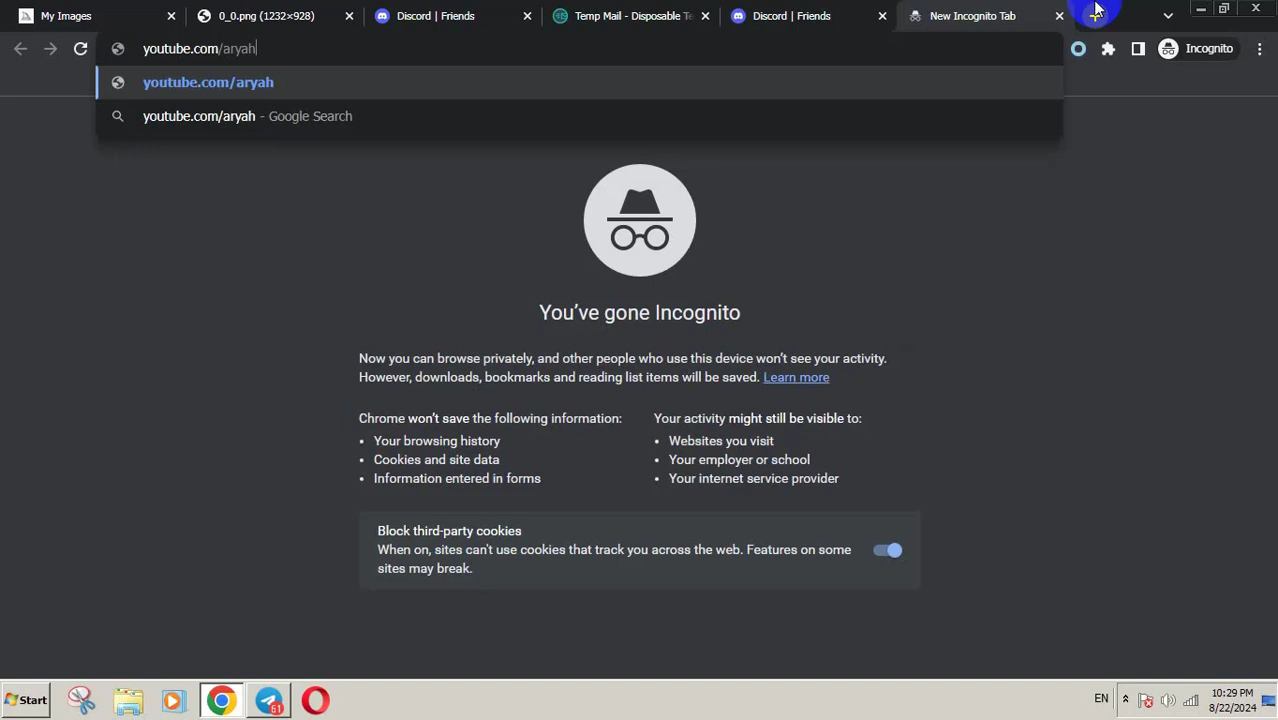 My Images
0_0.png (1232×928)
Discord | Friends
Temp Mail - Disposable Te
Discord | Friends
New Incognito Tab
youtube.com/aryah
Incognito
youtube.com/aryah
youtube.com/aryah - Google Search
You've gone Incognito
Now you can browse privately, and other people who use this device won't see your activity.
However, downloads, bookmarks and reading list items will be saved. Learn more
Chrome won't save the following information:
• Your browsing history
• Cookies and site data
• Information entered in forms
Your activity might still be visible to:
• Websites you visit
• Your employer or school
• Your internet service provider
Block third-party cookies
When on, sites can't use cookies that track you across the web. Features on some
sites may break.
Start
61
EN
10:29 PM
8/22/2024